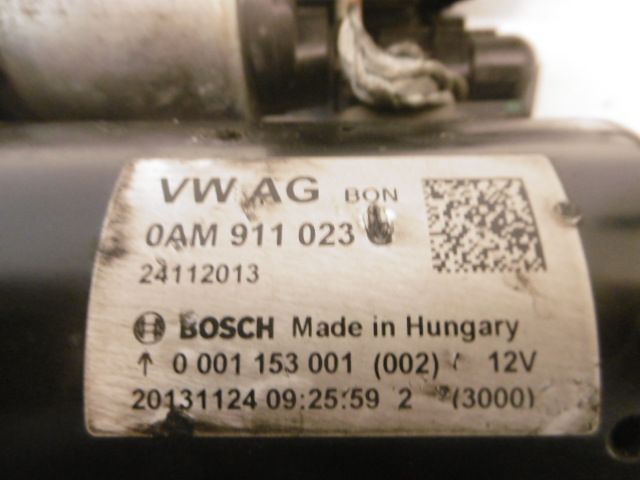 VW AG BON
0AM 911 023
24112013
BOSCH Made in Hungary
↑ 0 001 153 001 (002) 12V
20131124 09:25:59 2 (3000)